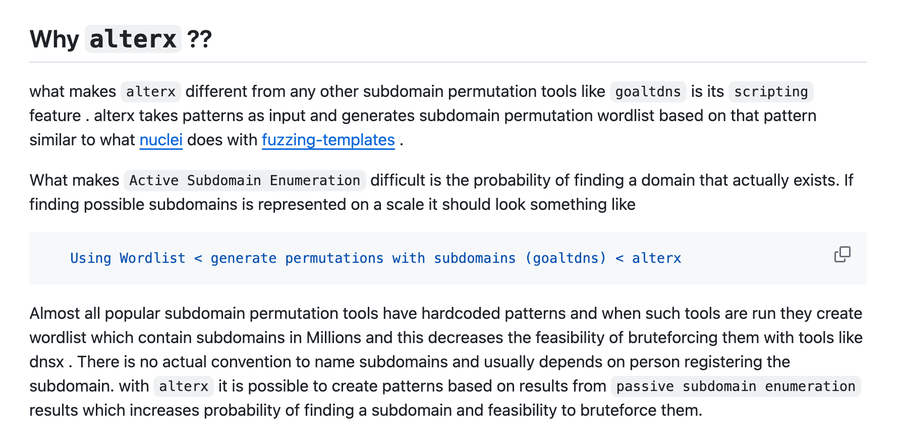 Why alterx ??
what makes alterx different from any other subdomain permutation tools like goaltdns is its scripting
feature . alterx takes patterns as input and generates subdomain permutation wordlist based on that pattern
similar to what nuclei does with fuzzing-templates .
What makes Active Subdomain Enumeration difficult is the probability of finding a domain that actually exists. If
finding possible subdomains is represented on a scale it should look something like
Using Wordlist < generate permutations with subdomains (goaltdns) < alterx
Almost all popular subdomain permutation tools have hardcoded patterns and when such tools are run they create
wordlist which contain subdomains in Millions and this decreases the feasibility of bruteforcing them with tools like
dnsx . There is no actual convention to name subdomains and usually depends on person registering the
subdomain. with alterx it is possible to create patterns based on results from passive subdomain enumeration
results which increases probability of finding a subdomain and feasibility to bruteforce them.